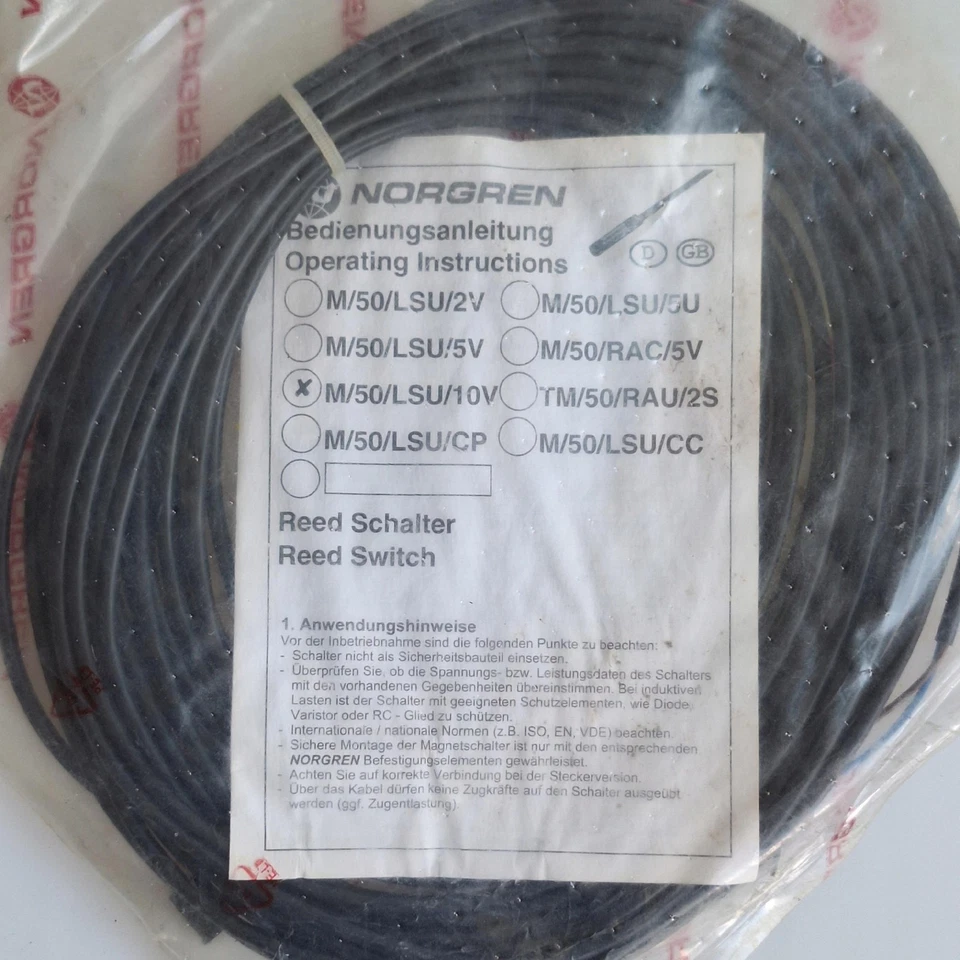 NORGREN
Bedienungsanleitung
Operating Instructions
D GB
M/50/LSU/2V M/50/LSU/5U
M/50/LSU/5V M/50/RAC/5V
M/50/LSU/10V TM/50/RAU/2S
M/50/LSU/CP M/50/LSU/CC
Reed Schalter
Reed Switch
1. Anwendungshinweise
Vor der Inbetriebnahme sind die folgenden Punkte zu beachten:
- Schalter nicht als Sicherheitsbauteil einsetzen.
- Überprüfen Sie, ob die Spannungs- bzw. Leistungsdaten des Schalters
mit den vorhandenen Gegebenheiten übereinstimmen. Bei induktiven
Lasten ist der Schalter mit geeigneten Schutzelementen, wie Diode,
Varistor oder RC - Glied zu schützen.
- Internationale / nationale Normen (z.B. ISO, EN, VDE) beachten.
- Sichere Montage der Magnetschalter ist nur mit den entsprechenden
NORGREN Befestigungselementen gewährleistet.
- Achten Sie auf korrekte Verbindung bei der Steckerversion.
- Über das Kabel dürfen keine Zugkräfte auf den Schalter ausgeübt
werden (ggf. Zugentlastung).
NORGREN
NORGREN